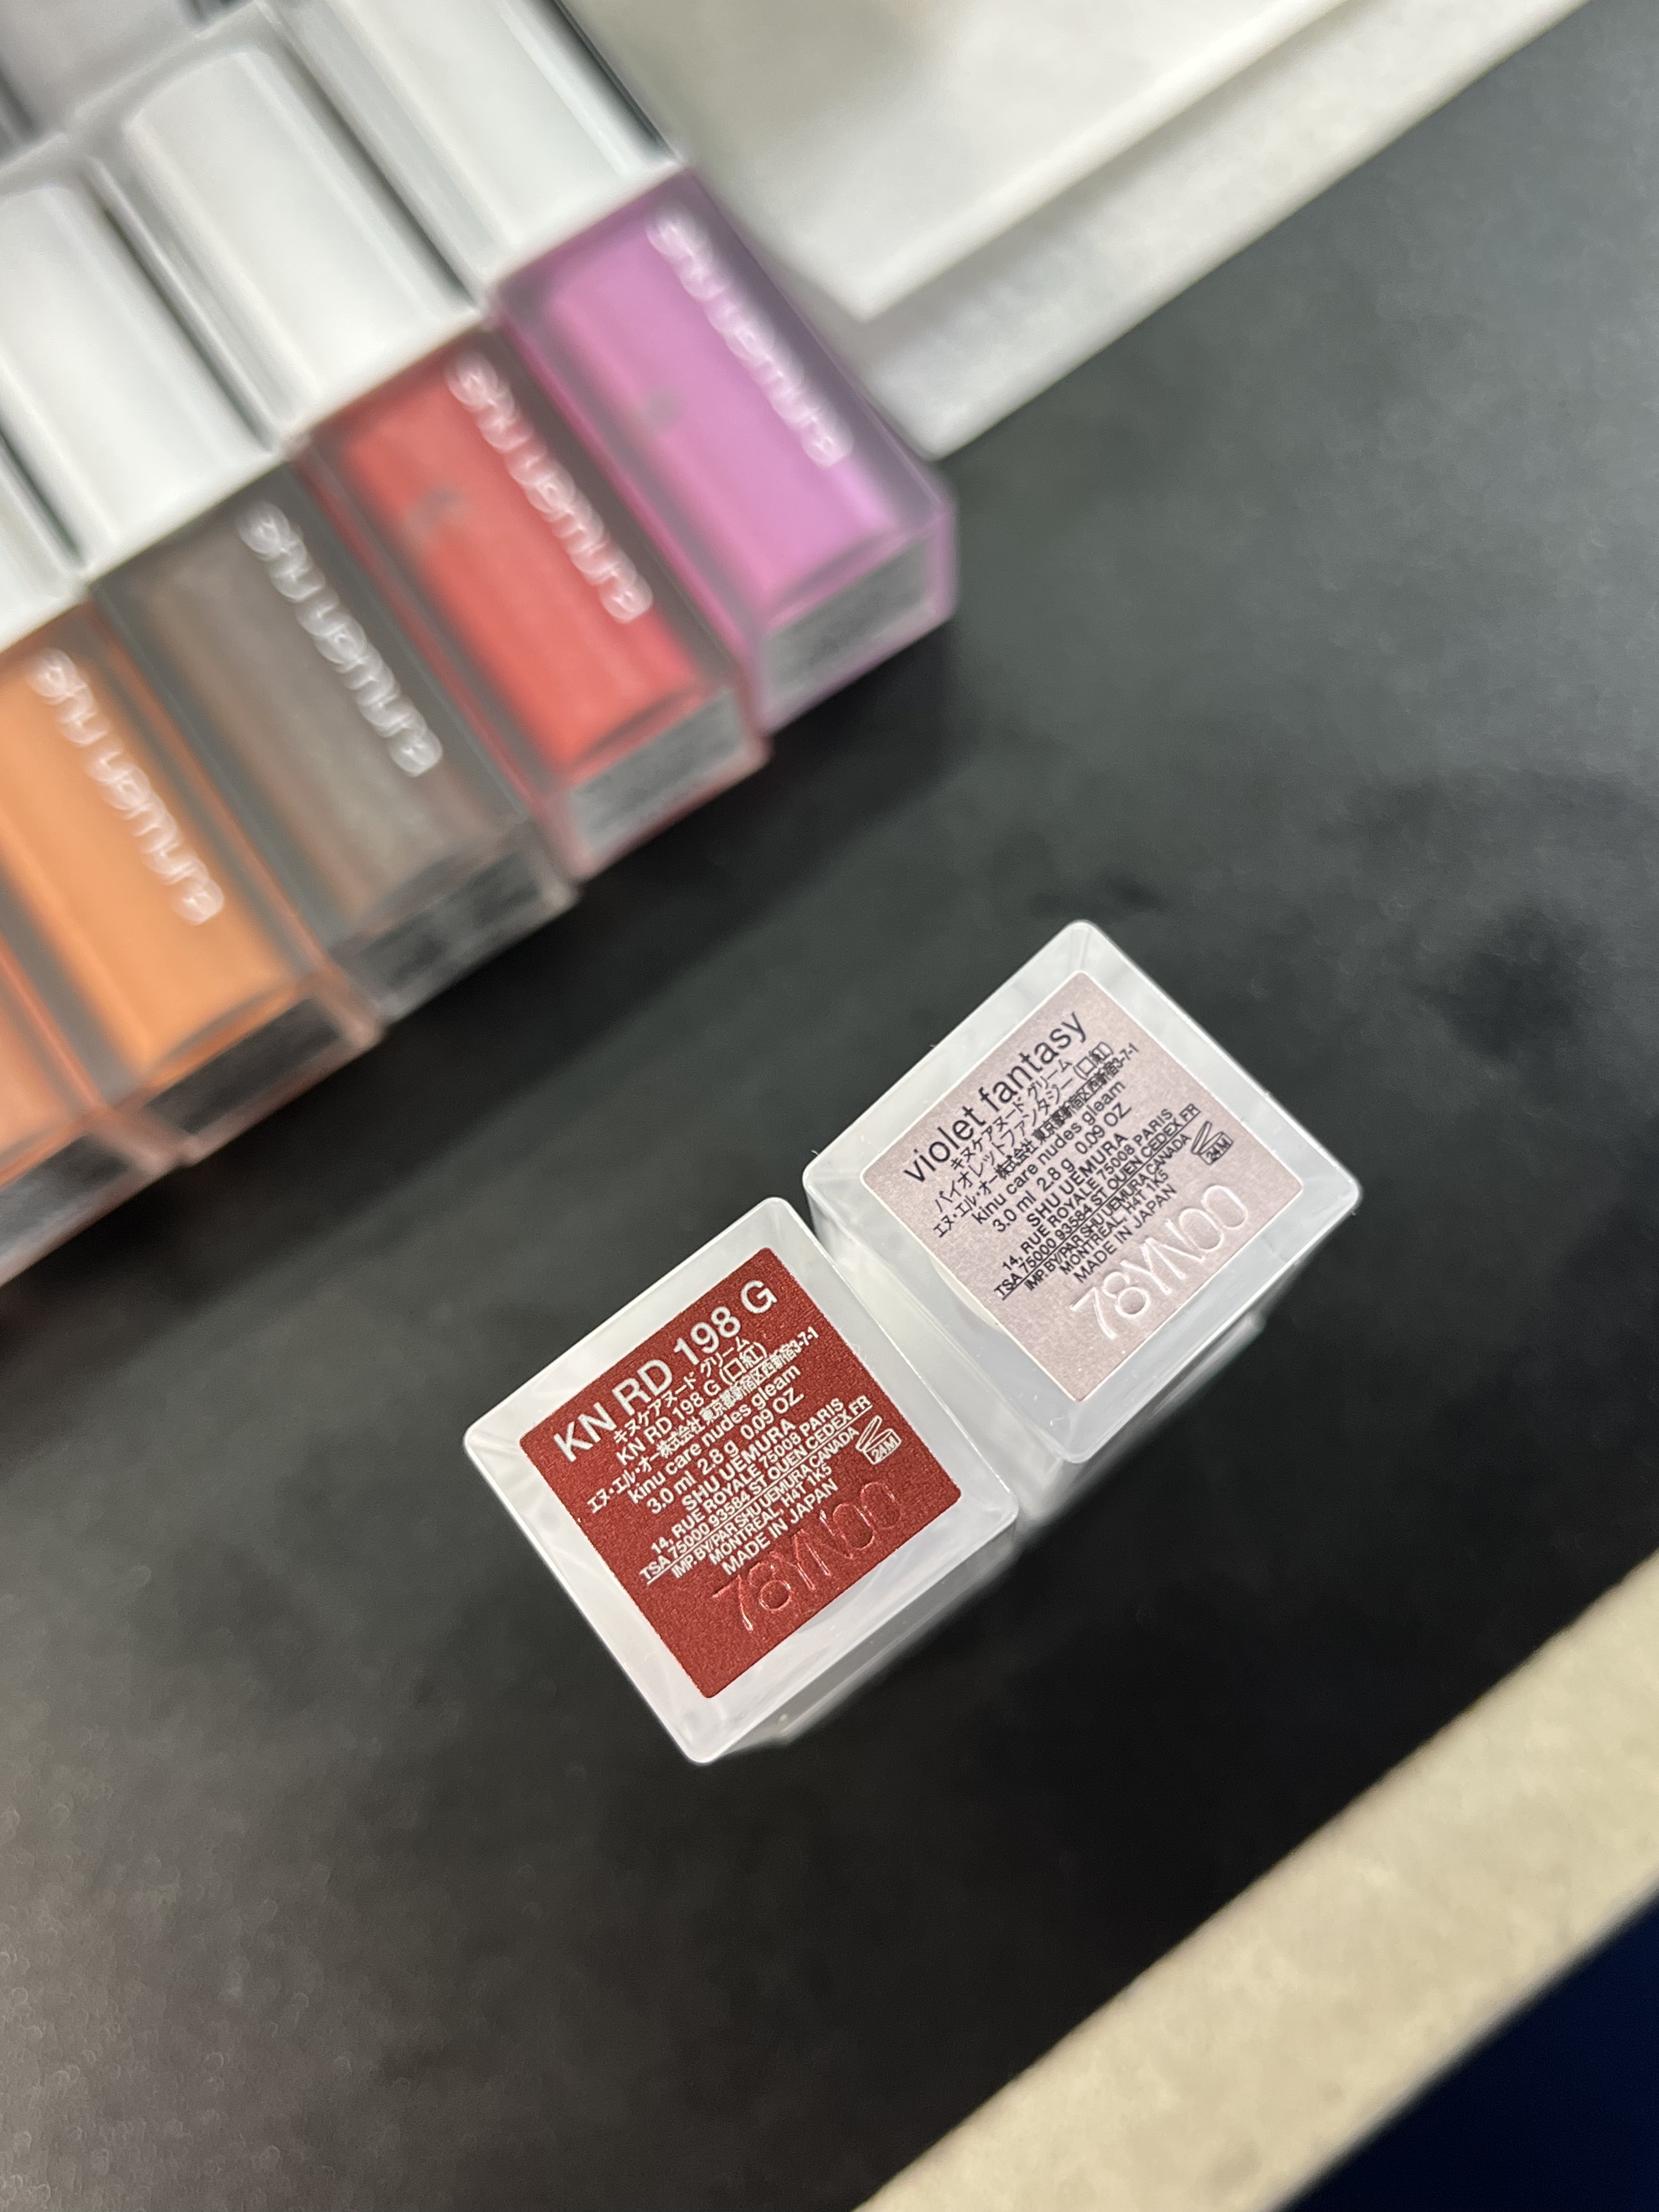 shu uemura
shu uemura
shu uemura
shu uemura
violet fantasy
キヌケアヌード グリーム
バイオレットファンタジー (口紅)
エヌ・エル・オー株式会社 東京都新宿区西新宿3-7-1
kinu care nudes gleam
3.0 ml 2.8 g 0.09 OZ.
SHU UEMURA
14, RUE ROYALE 75008 PARIS
TSA 75000 93584 ST OUEN CEDEX FR
IMP. BY/PAR SHU UEMURA CANADA
MONTREAL, H4T 1K5
MADE IN JAPAN
24M
78YN00
KN RD 198 G
キヌケアヌード グリーム
KN RD 198 G (口紅)
エヌ・エル・オー株式会社 東京都新宿区西新宿3-7-1
kinu care nudes gleam
3.0 ml 2.8 g 0.09 OZ.
SHU UEMURA
14, RUE ROYALE 75008 PARIS
TSA 75000 93584 ST OUEN CEDEX FR
IMP. BY/PAR SHU UEMURA CANADA
MONTREAL, H4T 1K5
MADE IN JAPAN
24M
78YN00